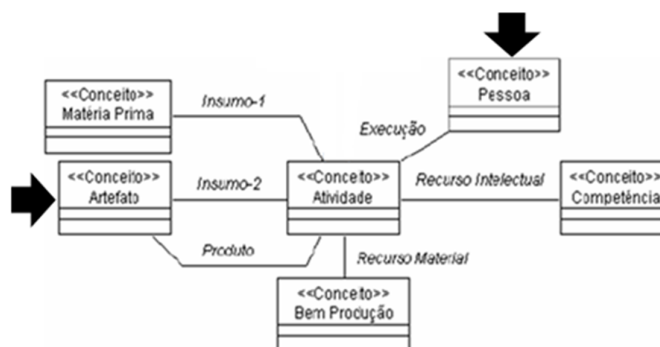 <<Conceito>>
Pessoa
<<Conceito>>
Matéria Prima
Insumo-1
Execução
<<Conceito>>
Artefato
Insumo-2
<<Conceito>>
Atividade
Recurso Intelectual
<<Conceito>>
Competência
Produto
Recurso Material
<<Conceito>>
Bem Produção